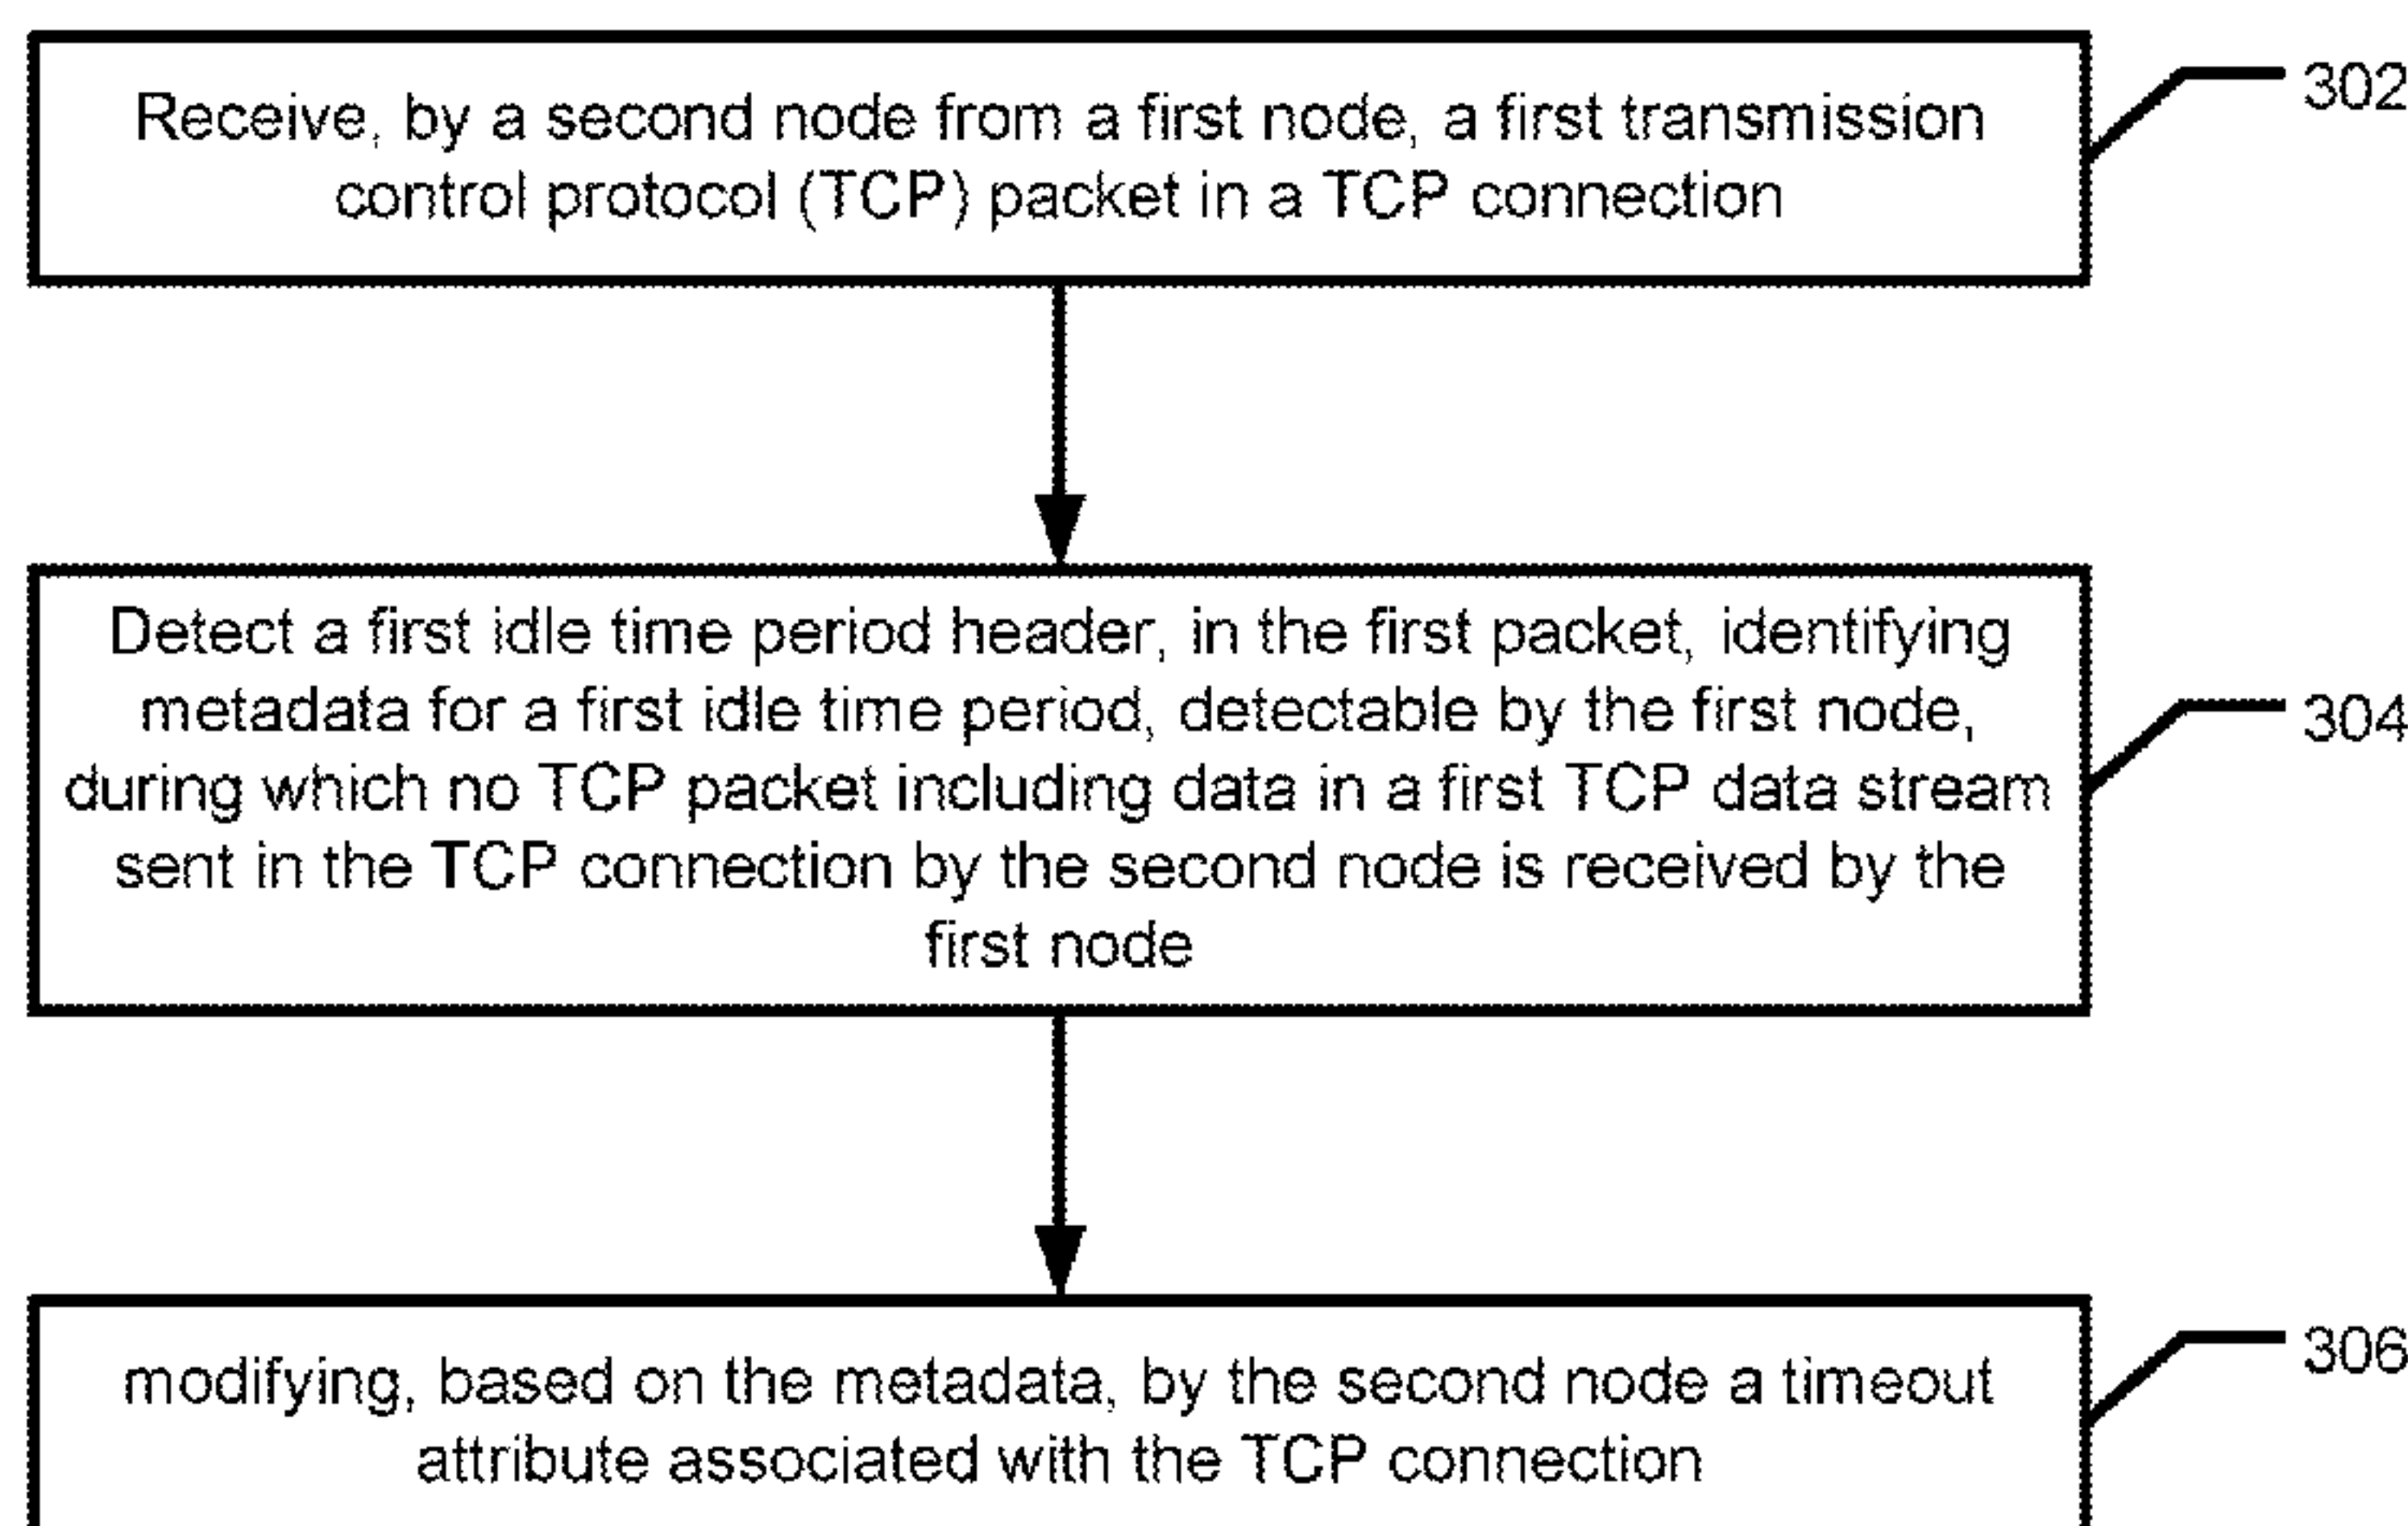 Receive, by a second node from a first node, a first transmission
control protocol (TCP) packet in a TCP connection
302
Detect a first idle time period header, in the first packet, identifying
metadata for a first idle time period, detectable by the first node,
during which no TCP packet including data in a first TCP data stream
sent in the TCP connection by the second node is received by the
first node
304
modifying, based on the metadata, by the second node a timeout
attribute associated with the TCP connection
306